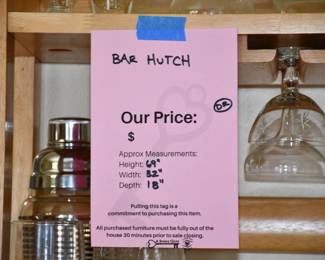 BAR HUTCH
DR
Our Price:
$
Approx Measurements:
Height: 69"
Width: 32"
Depth: 18"
Pulling this tag is a
commitment to purchasing this item.
All purchased furniture must be fully out of the
house 30 minutes prior to sale closing.